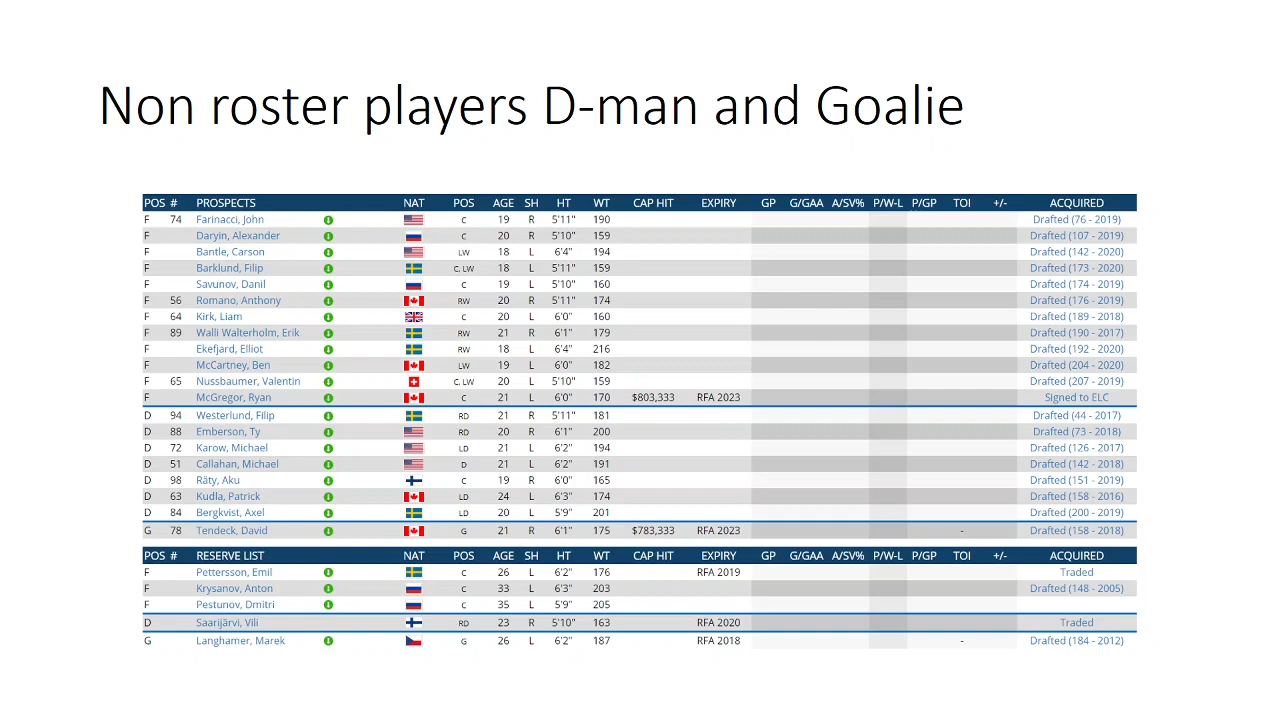 Non roster players D-man and Goalie
POS # PROSPECTS NAT POS AGE SH HT WT CAP HIT EXPIRY GP G/GAA A/SV% P/W-L P/GP TOI +/- ACQUIRED
F 74 Farinacci, John C 19 R 5'11" 190 Drafted (76 - 2019)
F Daryin, Alexander C 20 R 5'10" 159 Drafted (107 - 2019)
F Bantle, Carson LW 18 L 6'4" 194 Drafted (142 - 2020)
F Barklund, Filip C, LW 18 L 5'11" 159 Drafted (173 - 2020)
F Savunov, Danil C 19 L 5'10" 160 Drafted (174 - 2019)
F 56 Romano, Anthony RW 20 R 5'11" 174 Drafted (176 - 2019)
F 64 Kirk, Liam C 20 L 6'0" 160 Drafted (189 - 2018)
F 89 Walli Walterholm, Erik RW 21 R 6'1" 179 Drafted (190 - 2017)
F Ekefjard, Elliot RW 18 L 6'4" 216 Drafted (192 - 2020)
F McCartney, Ben LW 19 L 6'0" 182 Drafted (204 - 2020)
F 65 Nussbaumer, Valentin C, LW 20 L 5'10" 159 Drafted (207 - 2019)
F McGregor, Ryan C 21 L 6'0" 170 $803,333 RFA 2023 Signed to ELC
D 94 Westerlund, Filip RD 21 R 5'11" 181 Drafted (44 - 2017)
D 88 Emberson, Ty RD 20 R 6'1" 200 Drafted (73 - 2018)
D 72 Karow, Michael LD 21 L 6'2" 194 Drafted (126 - 2017)
D 51 Callahan, Michael D 21 L 6'2" 191 Drafted (142 - 2018)
D 98 Räty, Aku C 19 R 6'0" 165 Drafted (151 - 2019)
D 63 Kudla, Patrick LD 24 L 6'3" 174 Drafted (158 - 2016)
D 84 Bergkvist, Axel LD 20 L 5'9" 201 Drafted (200 - 2019)
G 78 Tendeck, David G 21 R 6'1" 175 $783,333 RFA 2023 - Drafted (158 - 2018)
POS # RESERVE LIST NAT POS AGE SH HT WT CAP HIT EXPIRY GP G/GAA A/SV% P/W-L P/GP TOI +/- ACQUIRED
F Pettersson, Emil C 26 L 6'2" 176 RFA 2019 Traded
F Krysanov, Anton C 33 L 6'3" 203 Drafted (148 - 2005)
F Pestunov, Dmitri C 35 L 5'9" 205
D Saarijärvi, Vili RD 23 R 5'10" 163 RFA 2020 Traded
G Langhamer, Marek G 26 L 6'2" 187 RFA 2018 - Drafted (184 - 2012)